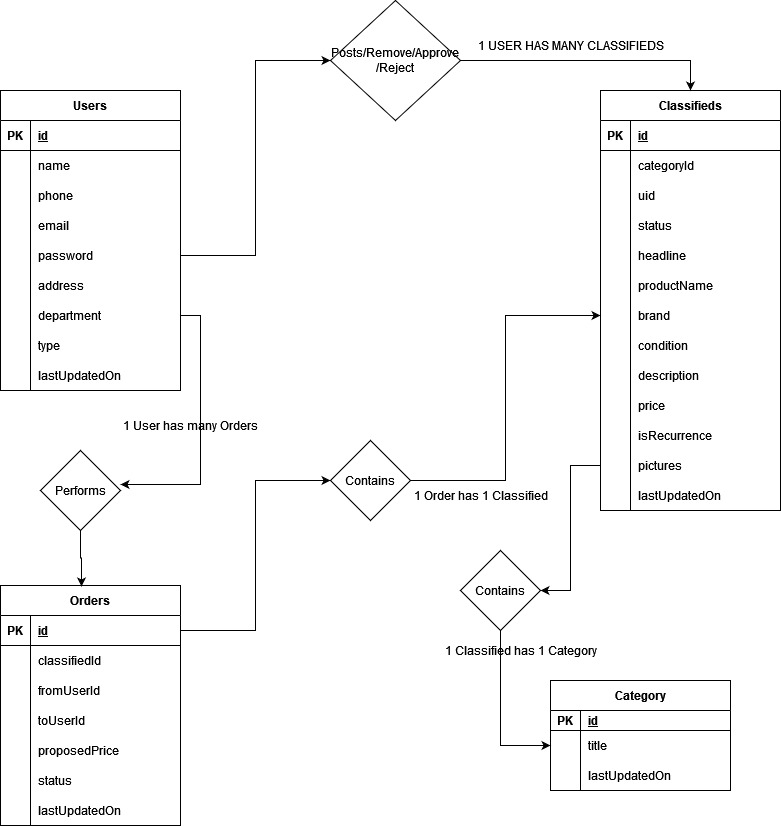 Posts/Remove/Approve
/Reject
1 USER HAS MANY CLASSIFIEDS
Users
PK id
name
phone
email
password
address
department
type
lastUpdatedOn
Classifieds
PK id
categoryId
uid
status
headline
productName
brand
condition
description
price
isRecurrence
pictures
lastUpdatedOn
1 User has many Orders
Performs
Contains
1 Order has 1 Classified
Contains
1 Classified has 1 Category
Orders
PK id
classifiedId
fromUserId
toUserId
proposedPrice
status
lastUpdatedOn
Category
PK id
title
lastUpdatedOn